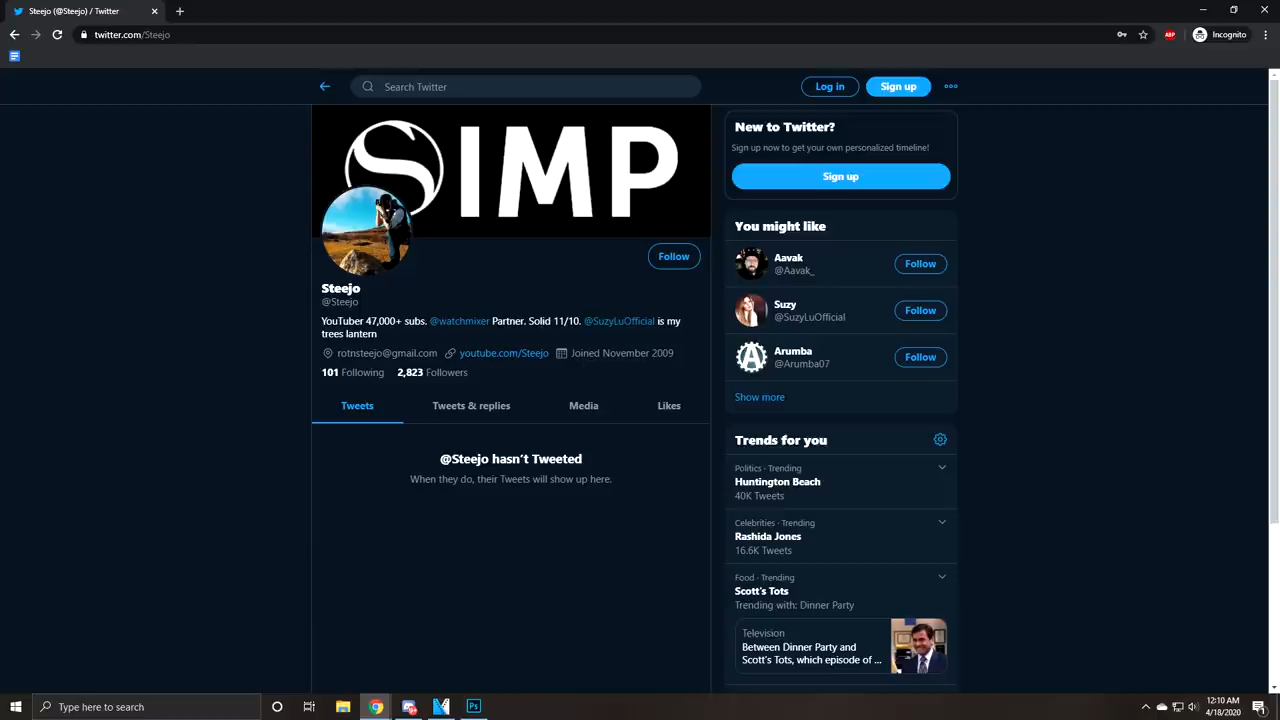 Steejo (@Steejo) / Twitter
twitter.com/Steejo
ABP
Incognito
Search Twitter
Log in
Sign up
SIMP
Follow
Steejo
@Steejo
YouTuber 47,000+ subs. @watchmixer Partner. Solid 11/10. @SuzyLuOfficial is my
trees lantern
rotnsteejo@gmail.com youtube.com/Steejo Joined November 2009
101 Following 2,823 Followers
Tweets Tweets & replies Media Likes
@Steejo hasn't Tweeted
When they do, their Tweets will show up here.
New to Twitter?
Sign up now to get your own personalized timeline!
Sign up
You might like
Aavak
@Aavak_
Follow
Suzy
@SuzyLuOfficial
Follow
A
Arumba
@Arumba07
Follow
Show more
Trends for you
Politics · Trending
Huntington Beach
40K Tweets
Celebrities · Trending
Rashida Jones
16.6K Tweets
Food · Trending
Scott's Tots
Trending with: Dinner Party
Television
Between Dinner Party and
Scott's Tots, which episode of ...
Type here to search
Ps
12:10 AM
4/18/2020